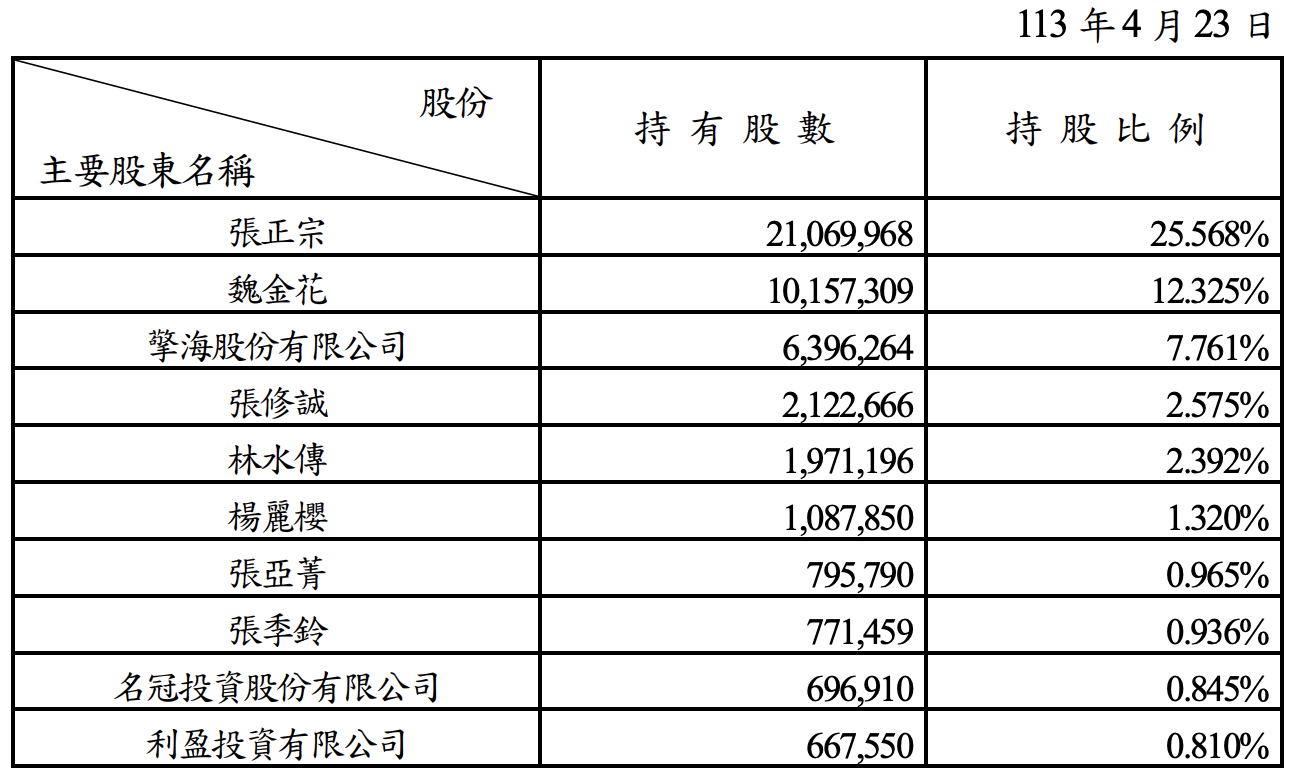 113 年 4 月 23 日
股份
主要股東名稱 持有股數 持股比例
張正宗 21,069,968 25.568%
魏金花 10,157,309 12.325%
擎海股份有限公司 6,396,264 7.761%
張修誠 2,122,666 2.575%
林水傳 1,971,196 2.392%
楊麗櫻 1,087,850 1.320%
張亞菁 795,790 0.965%
張季鈴 771,459 0.936%
名冠投資股份有限公司 696,910 0.845%
利盈投資有限公司 667,550 0.810%